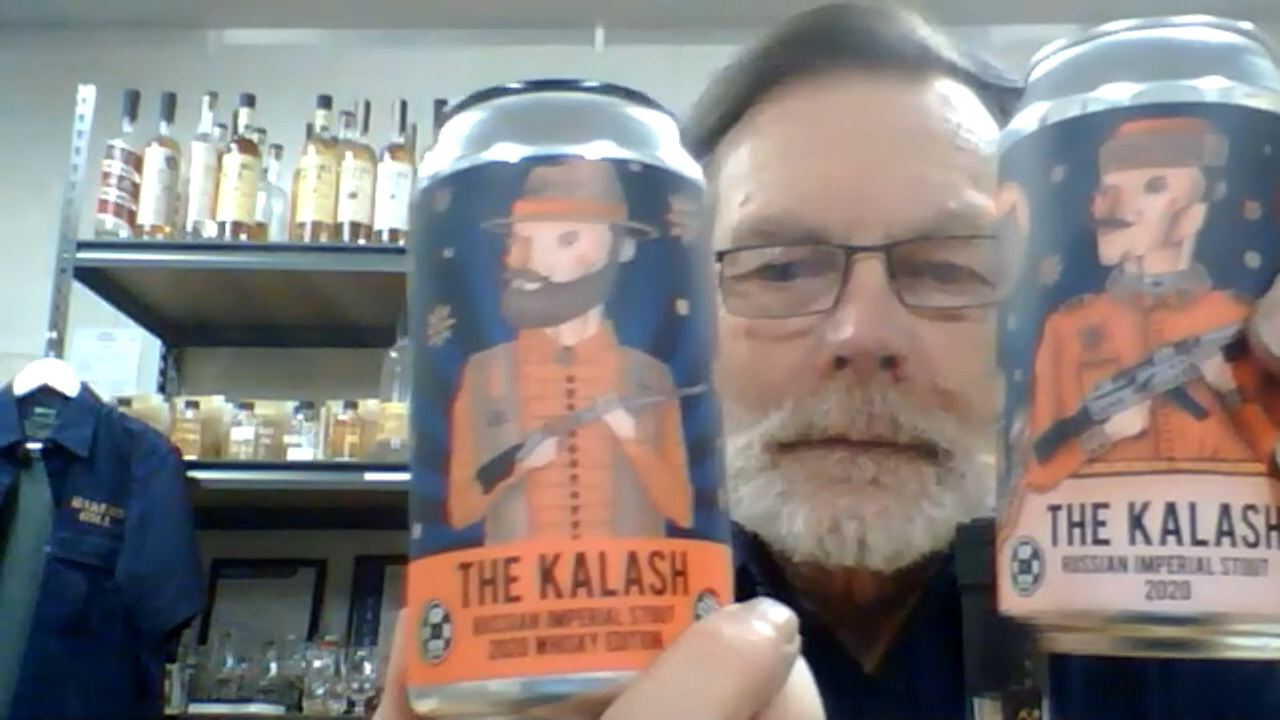 THE KALASH
RUSSIAN IMPERIAL STOUT
2020 WHISKY EDITION
THE KALASH
RUSSIAN IMPERIAL STOUT
2020